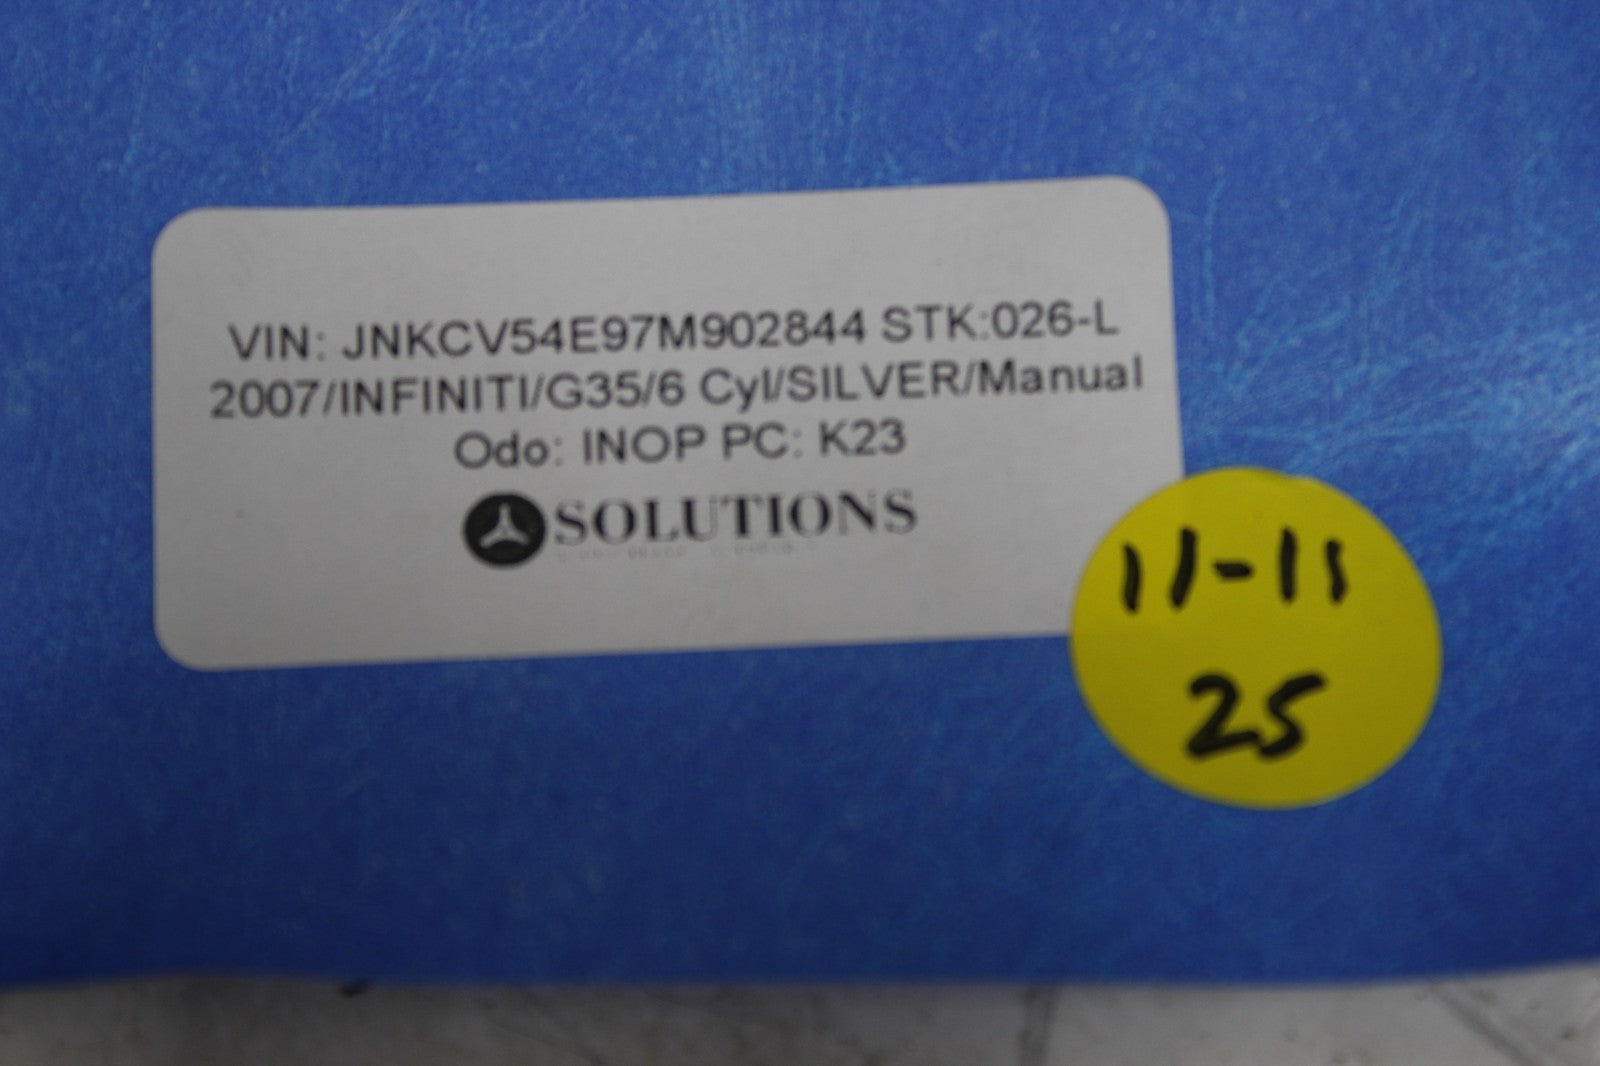 VIN: JNKCV54E97M902844 STK:026-L
2007/INFINITI/G35/6 Cyl/SILVER/Manual
Odo: INOP PC: K23
SOLUTIONS
11-11
25